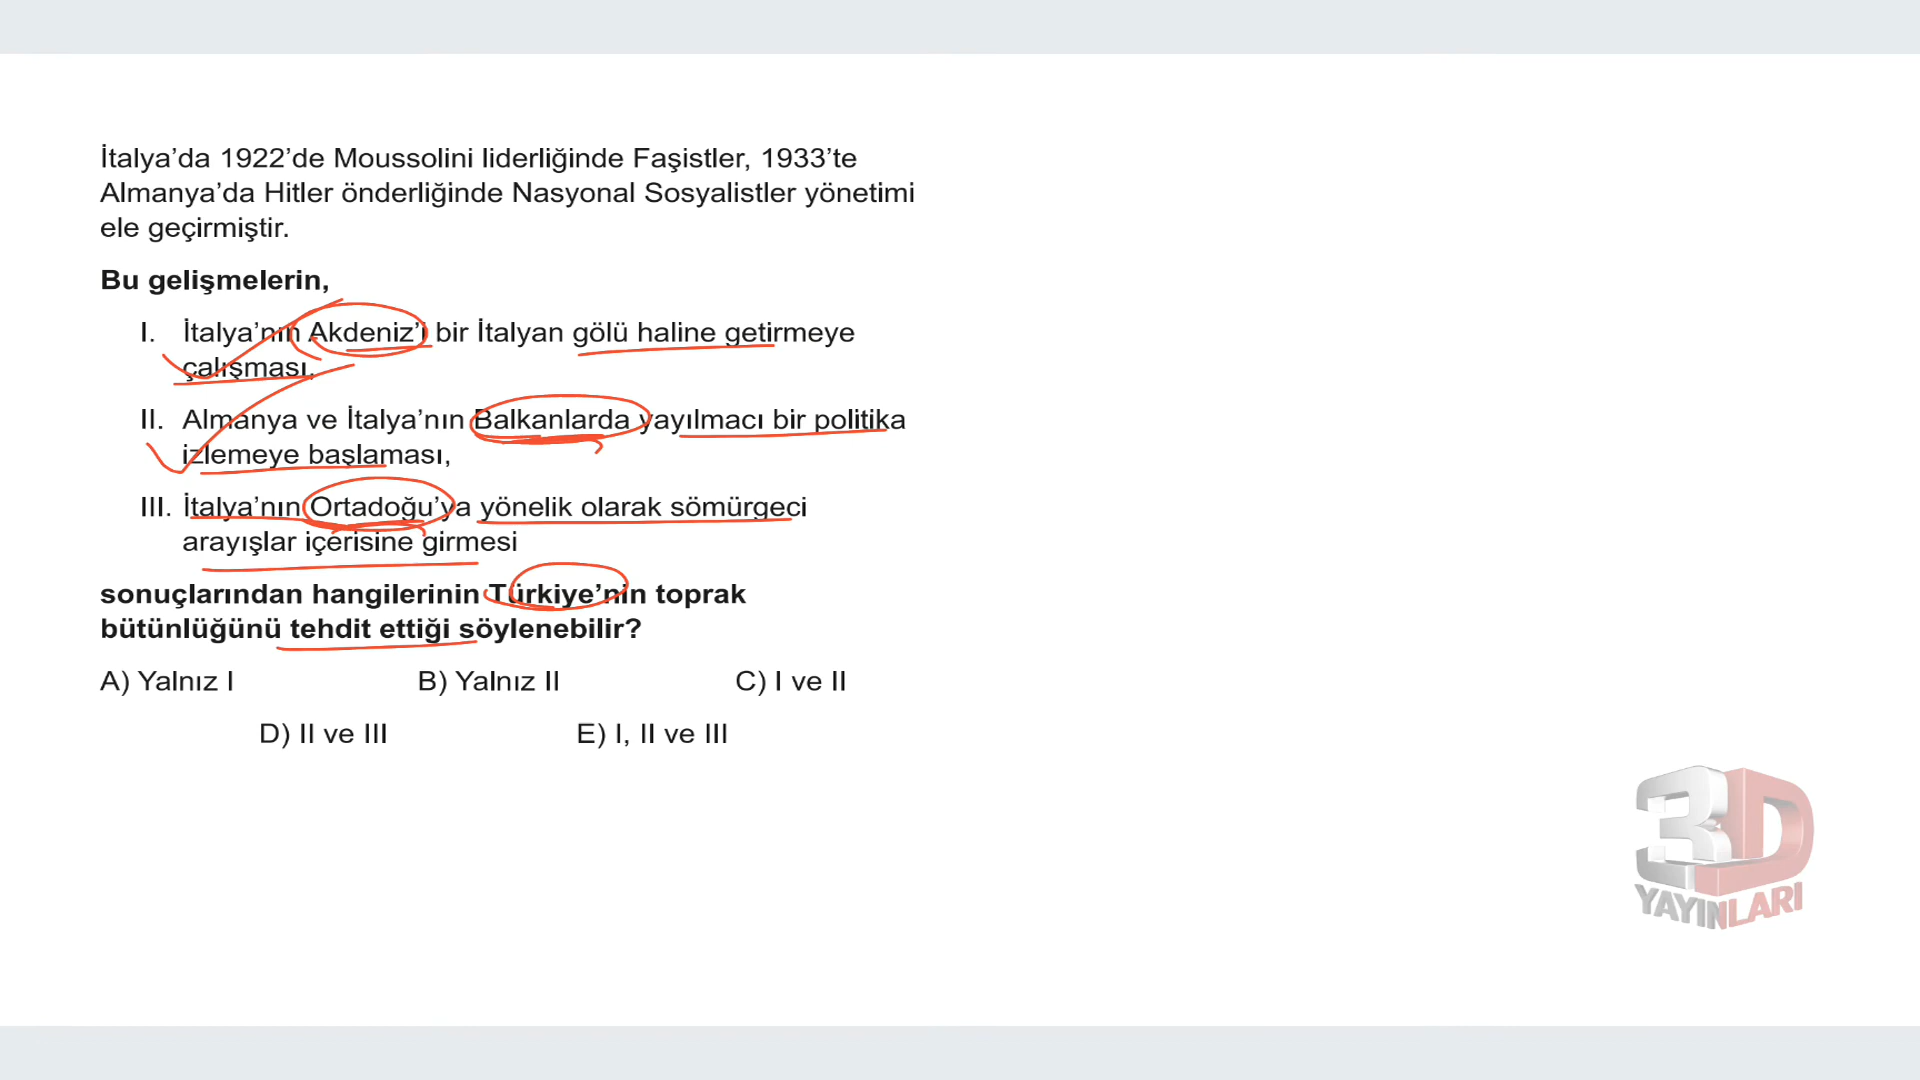 İtalya’da 1922’de Moussolini liderliğinde Faşistler, 1933’te
Almanya’da Hitler önderliğinde Nasyonal Sosyalistler yönetimi
ele geçirmiştir.
Bu gelişmelerin,
I. İtalya’nın Akdeniz’i bir İtalyan gölü haline getirmeye
çalışması,
II. Almanya ve İtalya’nın Balkanlarda yayılmacı bir politika
izlemeye başlaması,
III. İtalya’nın Ortadoğu’ya yönelik olarak sömürgeci
arayışlar içerisine girmesi
sonuçlarından hangilerinin Türkiye’nin toprak
bütünlüğünü tehdit ettiği söylenebilir?
A) Yalnız I B) Yalnız II C) I ve II
D) II ve III E) I, II ve III
3D
YAYINLARI